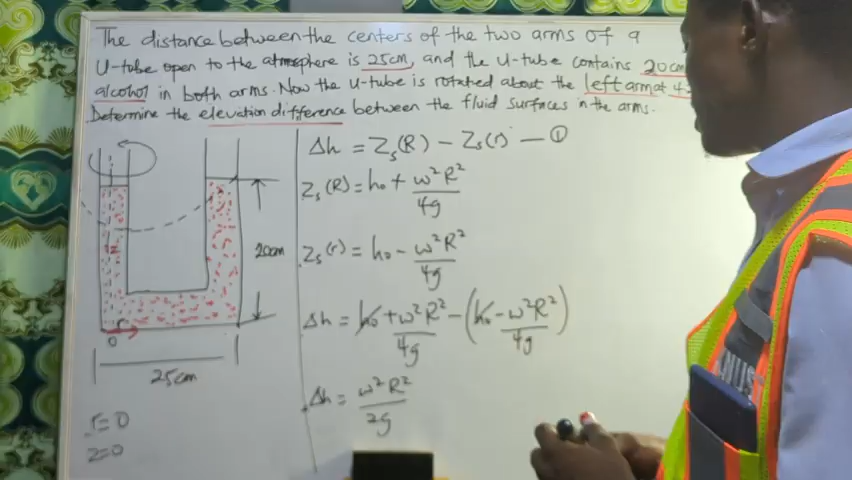 The distance between the centers of the two arms of a
U-tube open to the atmosphere is 25cm, and the U-tube contains 20cm
alcohol in both arms. Now the U-tube is rotated about the left arm at 4.
Determine the elevation difference between the fluid surfaces in the arms.
Δh = Zs(R) - Zs(r) — ①
Zs(R) = h₀ + ω²R²/4g
Zs(r) = h₀ - ω²R²/4g
20cm
Δh = h₀ + ω²R²/4g - (h₀ - ω²R²/4g)
r
0
25cm
Δh = ω²R²/2g
r=0
z=0